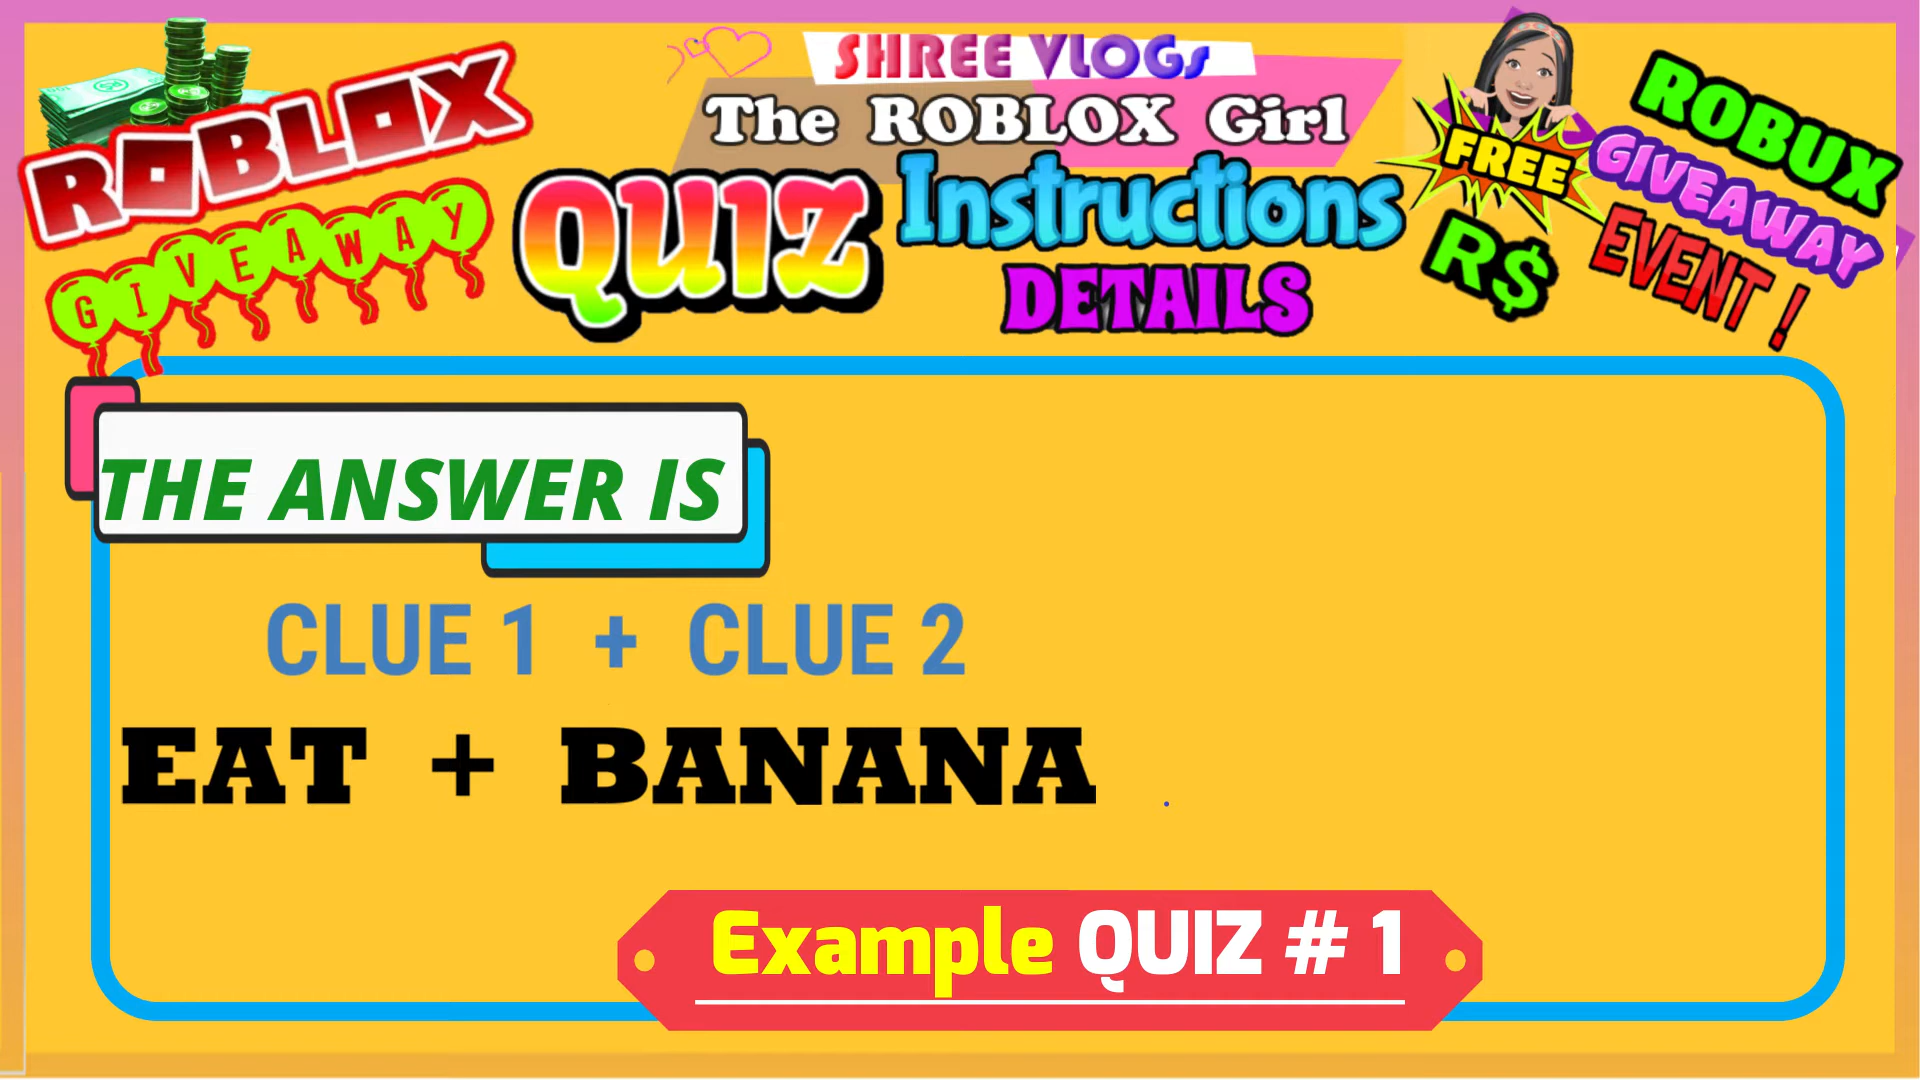 ROBLOX
GIVEAWAY
SHREE VLOGs
The ROBLOX Girl
QUIZ Instructions
DETAILS
FREE
R$
ROBUX
GIVEAWAY
EVENT !
THE ANSWER IS
CLUE 1 + CLUE 2
EAT + BANANA
Example QUIZ # 1